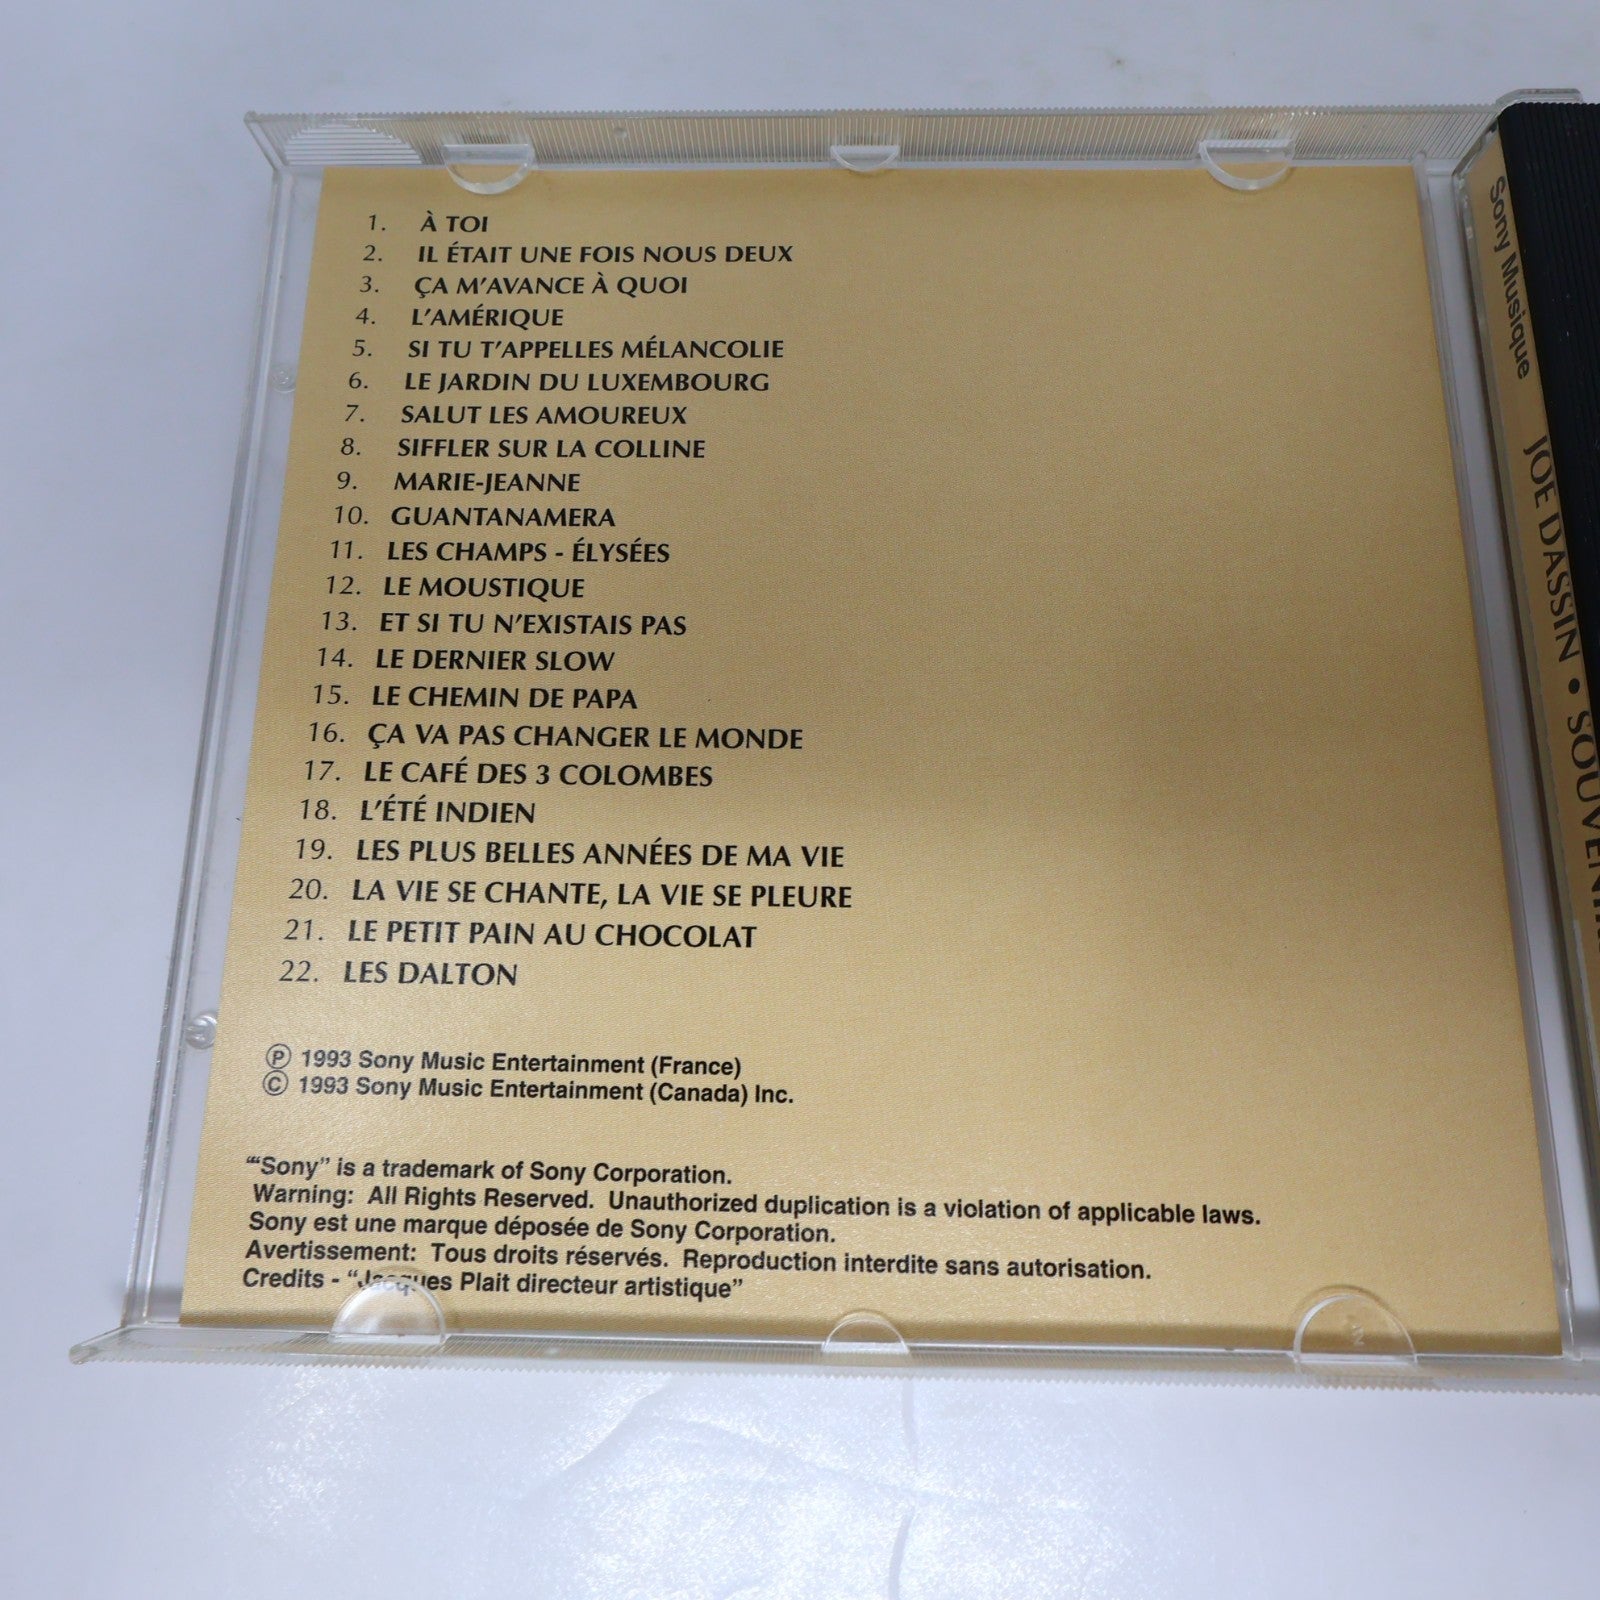 1. À TOI
2. IL ÉTAIT UNE FOIS NOUS DEUX
3. ÇA M'AVANCE À QUOI
4. L'AMÉRIQUE
5. SI TU T'APPELLES MÉLANCOLIE
6. LE JARDIN DU LUXEMBOURG
7. SALUT LES AMOUREUX
8. SIFFLER SUR LA COLLINE
9. MARIE-JEANNE
10. GUANTANAMERA
11. LES CHAMPS - ÉLYSÉES
12. LE MOUSTIQUE
13. ET SI TU N'EXISTAIS PAS
14. LE DERNIER SLOW
15. LE CHEMIN DE PAPA
16. ÇA VA PAS CHANGER LE MONDE
17. LE CAFÉ DES 3 COLOMBES
18. L'ÉTÉ INDIEN
19. LES PLUS BELLES ANNÉES DE MA VIE
20. LA VIE SE CHANTE, LA VIE SE PLEURE
21. LE PETIT PAIN AU CHOCOLAT
22. LES DALTON
℗ 1993 Sony Music Entertainment (France)
© 1993 Sony Music Entertainment (Canada) Inc.
"“Sony” is a trademark of Sony Corporation.
Warning: All Rights Reserved. Unauthorized duplication is a violation of applicable laws.
Sony est une marque déposée de Sony Corporation.
Avertissement: Tous droits réservés. Reproduction interdite sans autorisation.
Credits - “Jacques Plait directeur artistique”
Sony Musique JOE DASSIN •